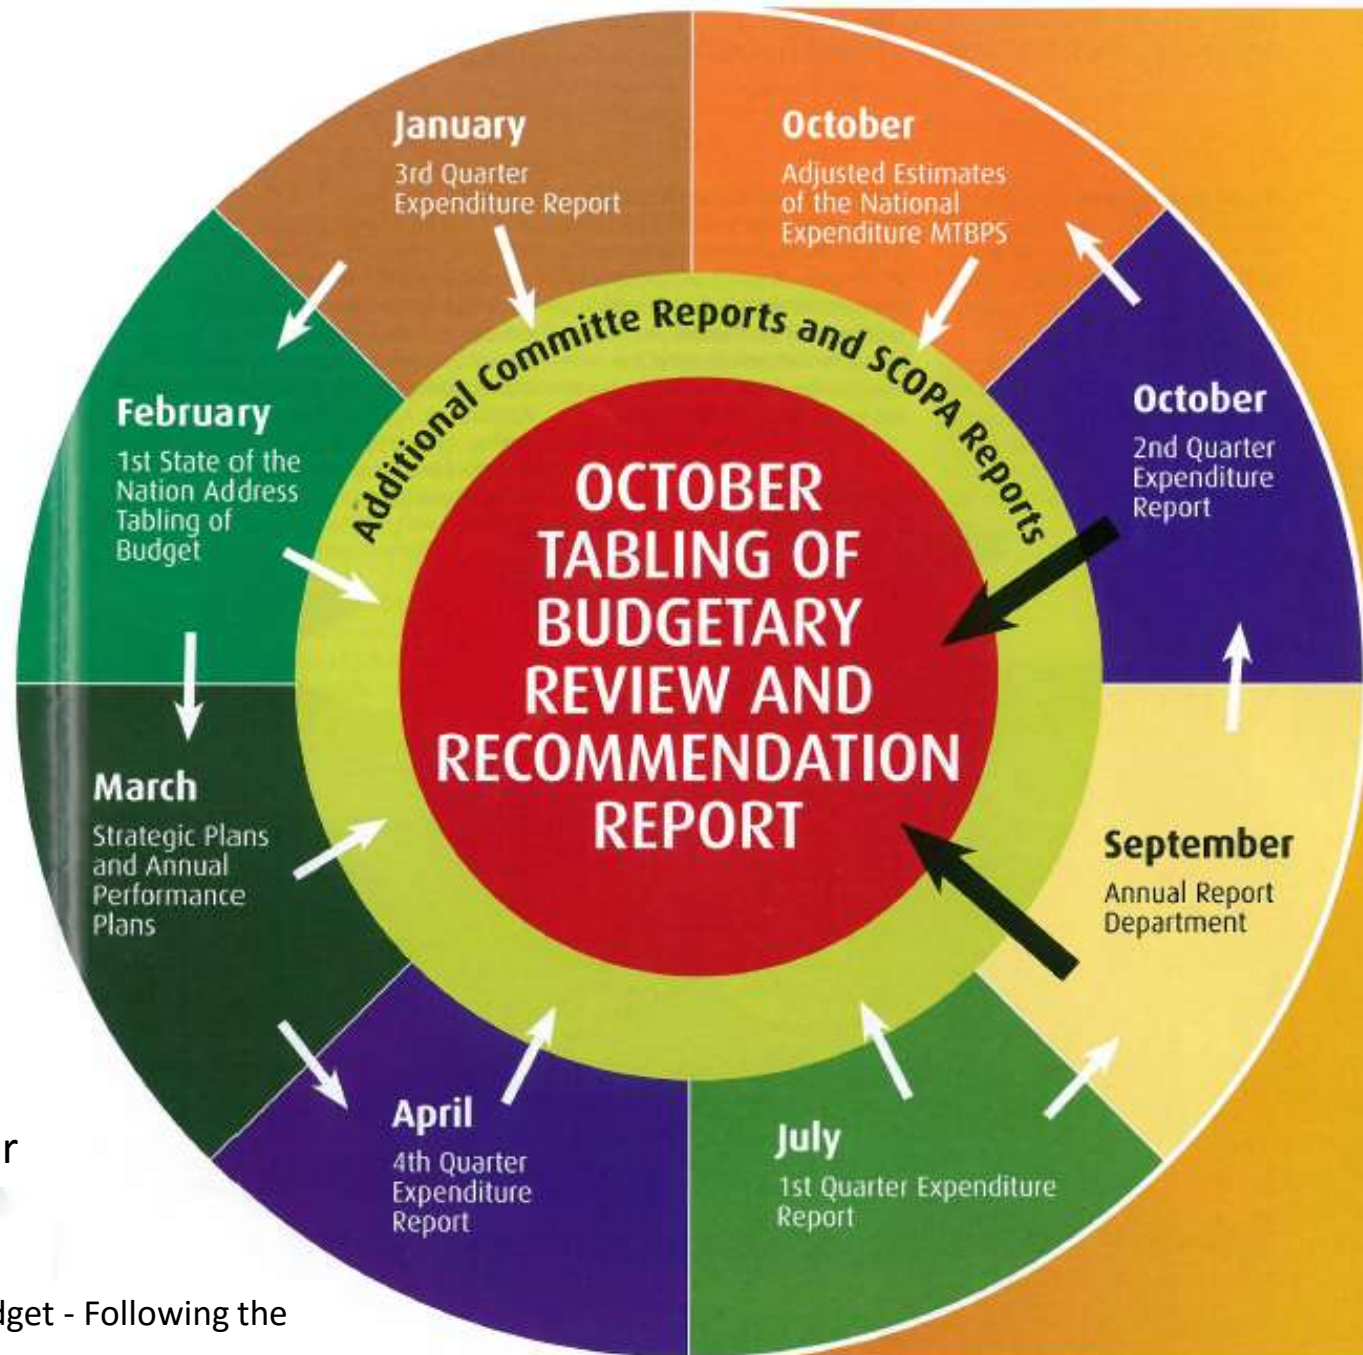 January
3rd Quarter
Expenditure Report
October
Adjusted Estimates
of the National
Expenditure MTBPS
October
2nd Quarter
Expenditure
Report
September
Annual Report
Department
July
1st Quarter Expenditure
Report
April
4th Quarter
Expenditure
Report
March
Strategic Plans
and Annual
Performance
Plans
February
1st State of the
Nation Address
Tabling of
Budget
Additional Committe Reports and SCOPA Reports
OCTOBER
TABLING OF
BUDGETARY
REVIEW AND
RECOMMENDATION
REPORT
r
dget - Following the